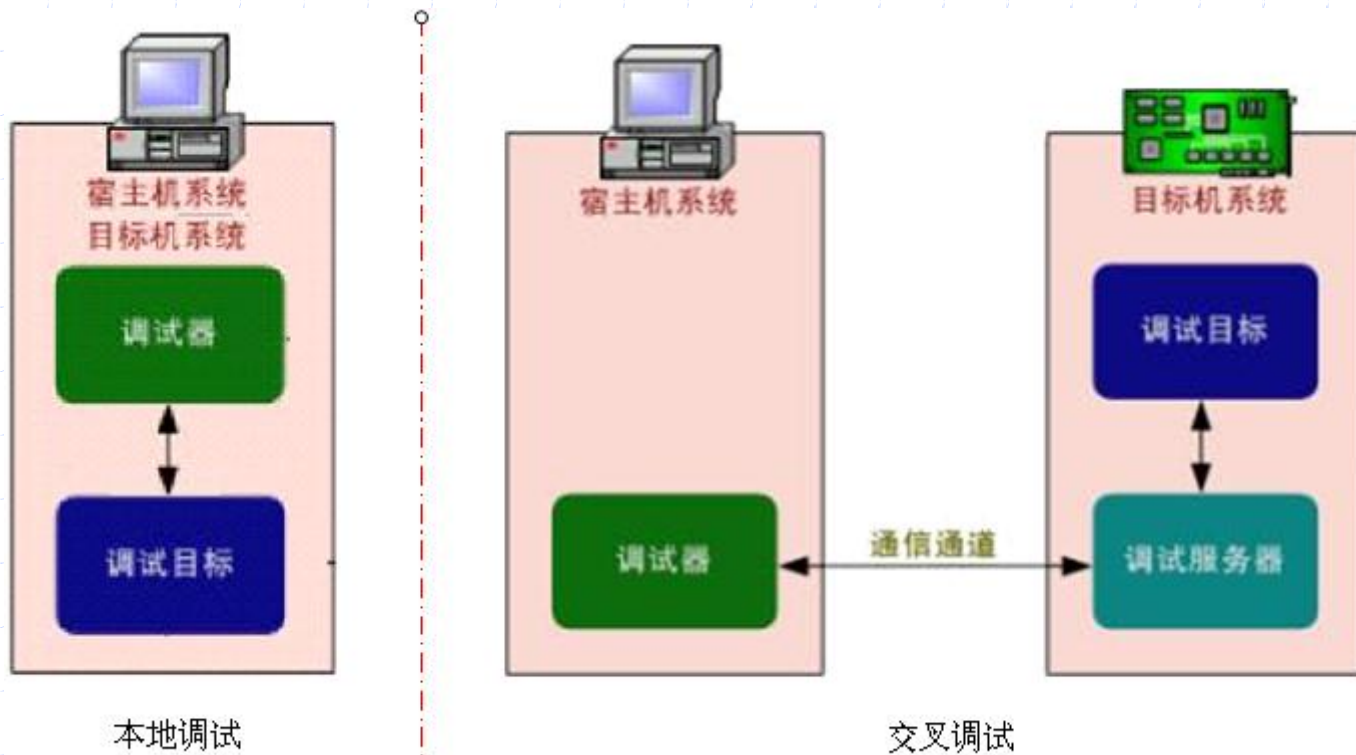 宿主机系统
目标机系统
调试器
调试目标
本地调试
宿主机系统
调试器
通信通道
目标机系统
调试目标
调试服务器
交叉调试